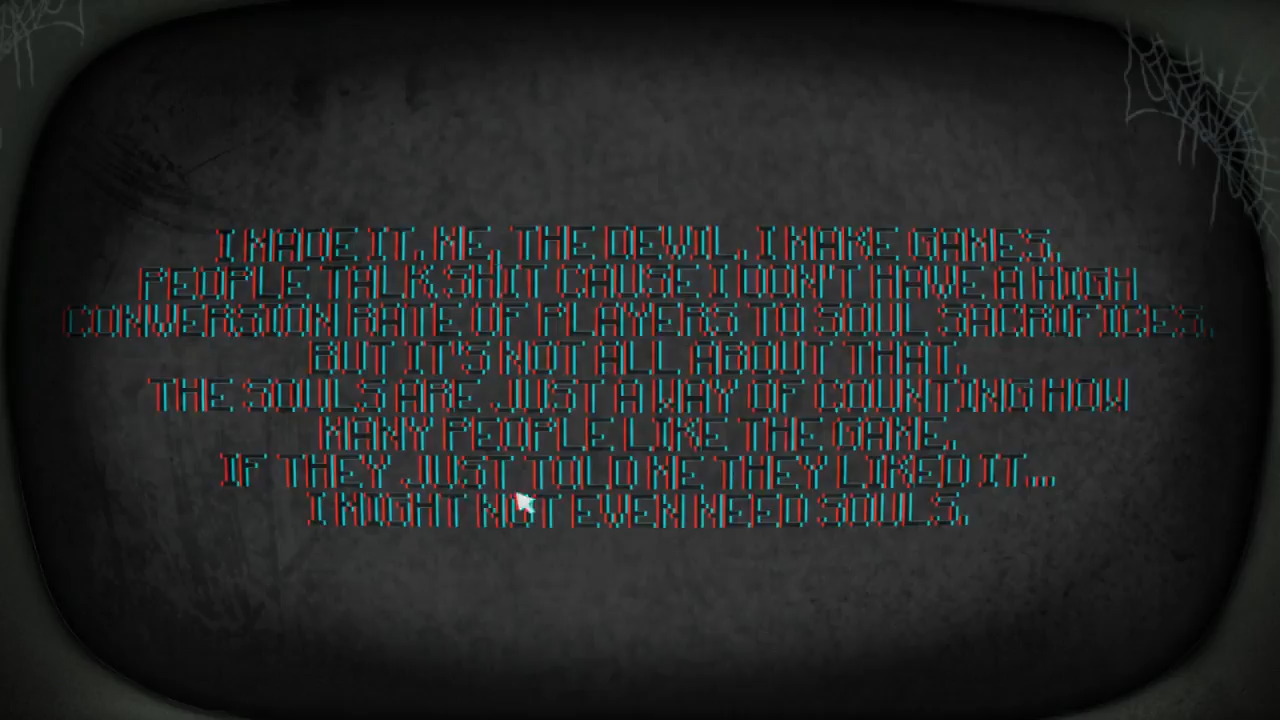 I MADE IT. ME, THE DEVIL. I MAKE GAMES.
PEOPLE TALK SHIT CAUSE I DON'T HAVE A HIGH
CONVERSION RATE OF PLAYERS TO SOUL SACRIFICES.
BUT IT'S NOT ALL ABOUT THAT.
THE SOULS ARE JUST A WAY OF COUNTING HOW
MANY PEOPLE LIKE THE GAME.
IF THEY JUST TOLD ME THEY LIKED IT...
I MIGHT NOT EVEN NEED SOULS.